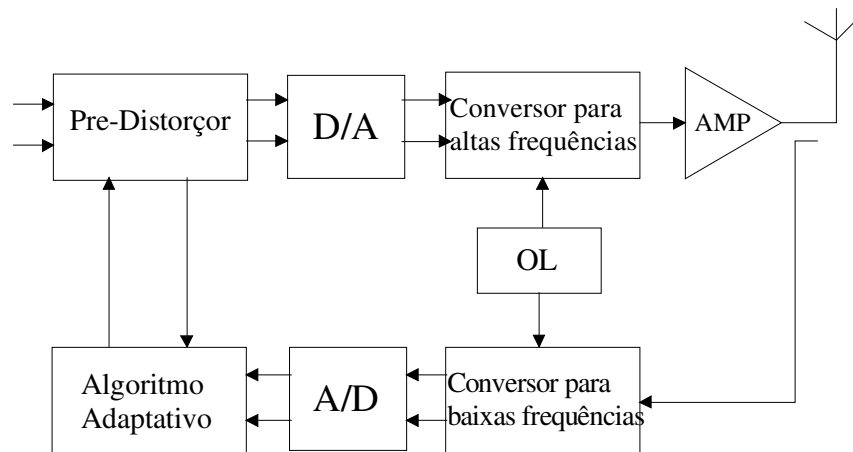 Pre-Distorçor
D/A
Conversor para
altas frequências
AMP
OL
Algoritmo
Adaptativo
A/D
Conversor para
baixas frequências